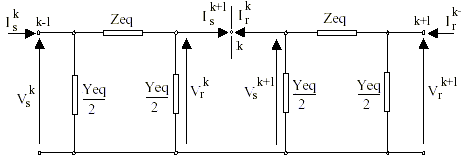 I_s^k k-1 Zeq I_s^{k+1} I_r^k Zeq k+1 I_r^{k-}
k
V_s^k Yeq/2 Yeq/2 V_r^k V_s^{k+1} Yeq/2 Yeq/2 V_r^{k+1}